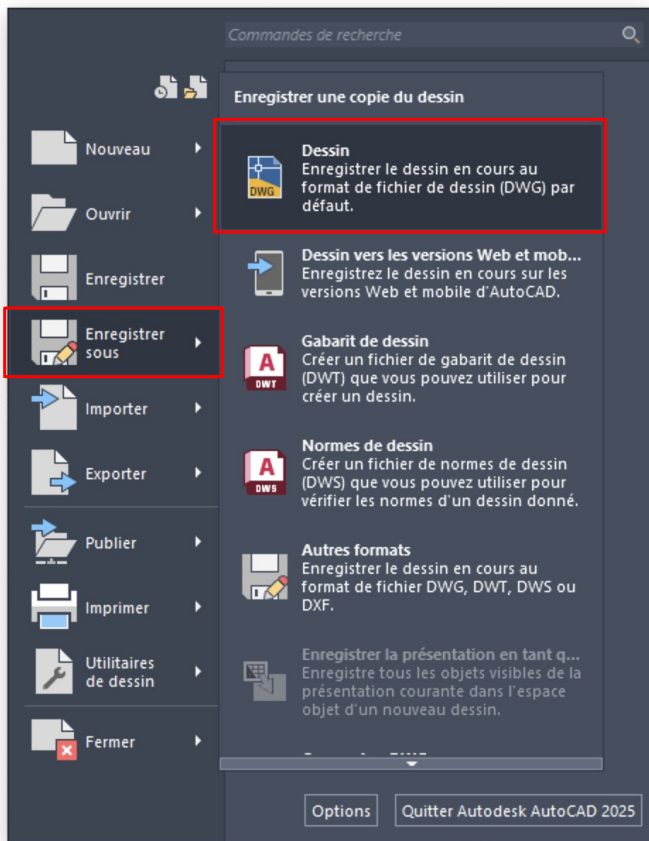 Commandes de recherche
Enregistrer une copie du dessin
Nouveau
Ouvrir
Enregistrer
Enregistrer
sous
Importer
Exporter
Publier
Imprimer
Utilitaires
de dessin
Fermer
Dessin
Enregistrer le dessin en cours au
format de fichier de dessin (DWG) par
défaut.
DWG
Dessin vers les versions Web et mob...
Enregistrez le dessin en cours sur les
versions Web et mobile d'AutoCAD.
Gabarit de dessin
Créer un fichier de gabarit de dessin
(DWT) que vous pouvez utiliser pour
créer un dessin.
A
DWT
Normes de dessin
Créer un fichier de normes de dessin
(DWS) que vous pouvez utiliser pour
vérifier les normes d'un dessin donné.
A
DWS
Autres formats
Enregistrer le dessin en cours au
format de fichier DWG, DWT, DWS ou
DXF.
Enregistrer la présentation en tant q...
Enregistre tous les objets visibles de la
présentation courante dans l'espace
objet d'un nouveau dessin.
Options
Quitter Autodesk AutoCAD 2025